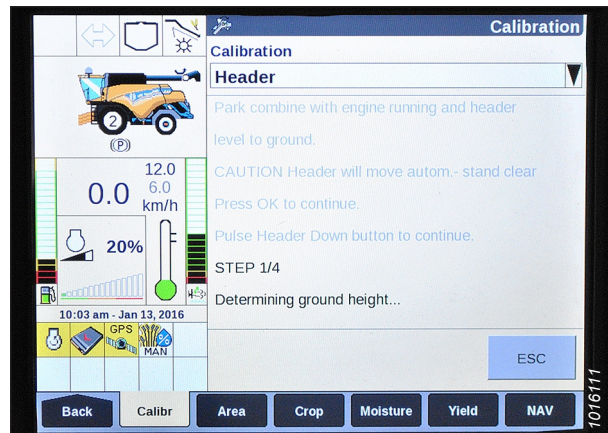 Calibration
Calibration
Header
Park combine with engine running and header
level to ground.
CAUTION Header will move autom.- stand clear
Press OK to continue.
Pulse Header Down button to continue.
STEP 1/4
Determining ground height...
ESC
2
(P)
12.0
0.0
6.0
km/h
20%
10:03 am - Jan 13, 2016
GPS
%
MAN
Back
Calibr
Area
Crop
Moisture
Yield
NAV
1016111